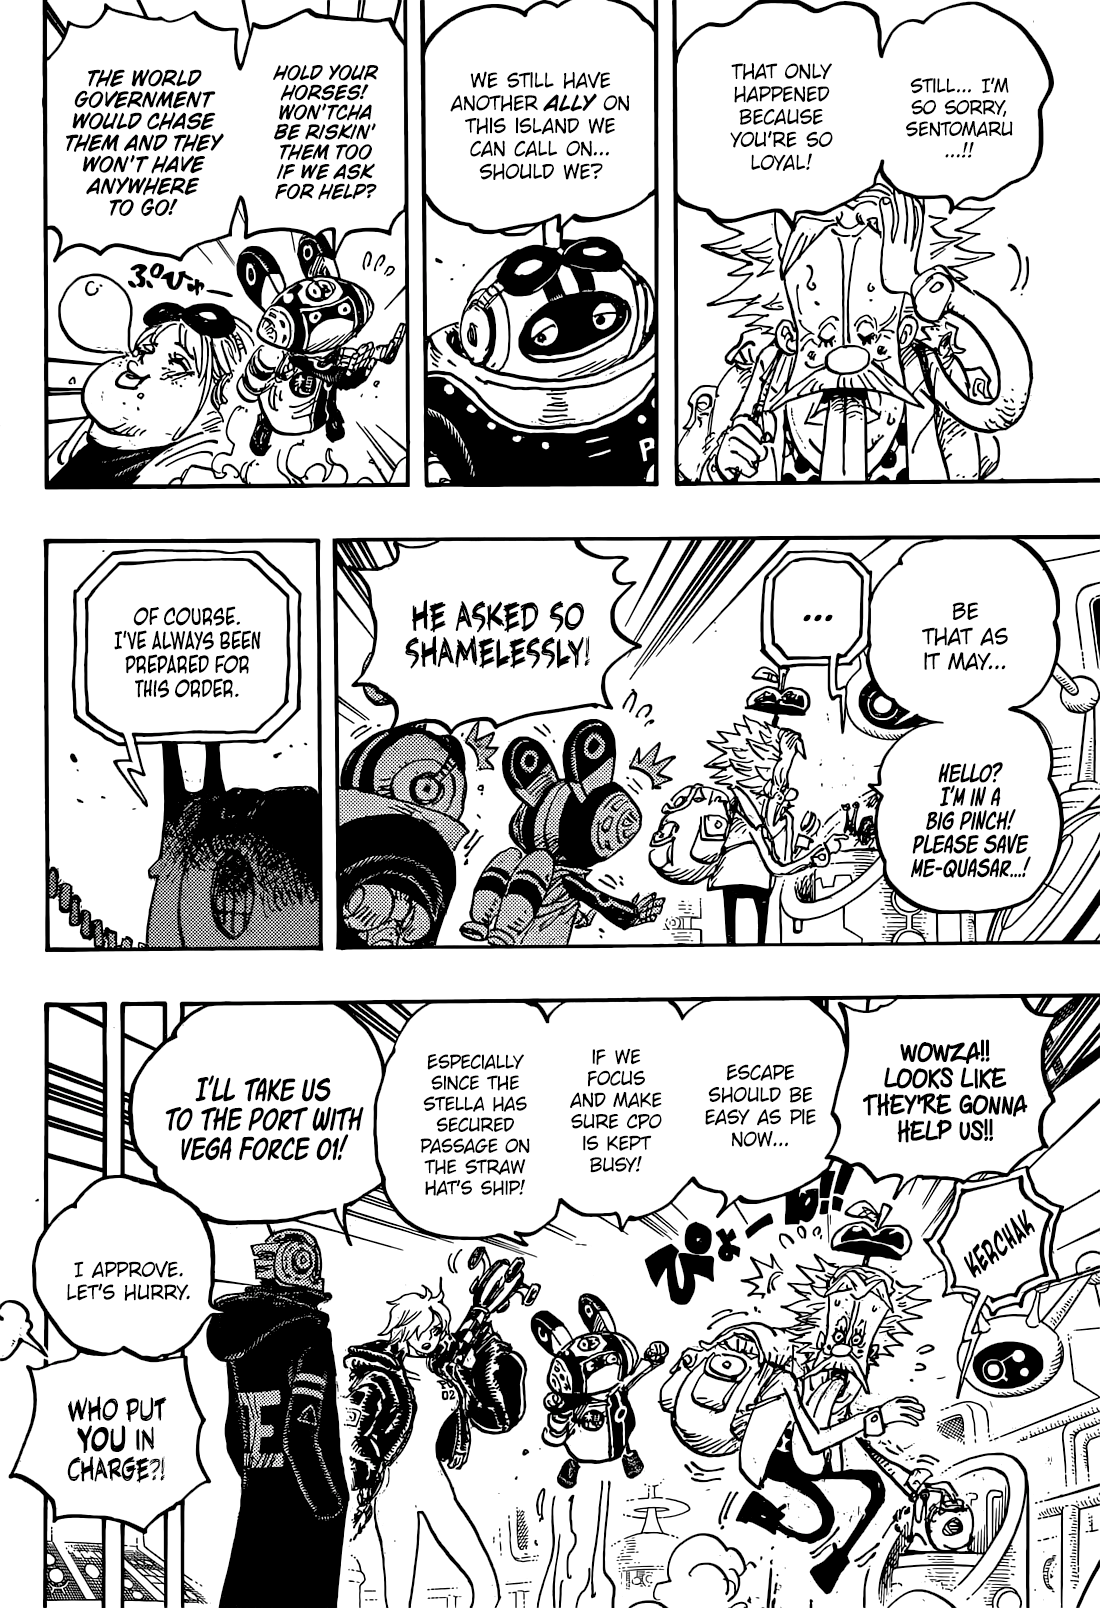 STILL... I'M
SO SORRY,
SENTOMARU
...!!
THAT ONLY
HAPPENED
BECAUSE
YOU'RE SO
LOYAL!
WE STILL HAVE
ANOTHER ALLY ON
THIS ISLAND WE
CAN CALL ON...
SHOULD WE?
P
HOLD YOUR
HORSES!
WON'TCHA
BE RISKIN'
THEM TOO
IF WE ASK
FOR HELP?
THE WORLD
GOVERNMENT
WOULD CHASE
THEM AND THEY
WON'T HAVE
ANYWHERE
TO GO!
BE
THAT AS
IT MAY...
HELLO?
I'M IN A
BIG PINCH!
PLEASE SAVE
ME-QUASAR...!
...
HE ASKED SO
SHAMELESSLY!
OF COURSE.
I'VE ALWAYS BEEN
PREPARED FOR
THIS ORDER.
WOWZA!!
LOOKS LIKE
THEY'RE GONNA
HELP US!!
KERCHAK
ぴょーん!!
ESCAPE
SHOULD BE
EASY AS PIE
NOW...
IF WE
FOCUS
AND MAKE
SURE CP0
IS KEPT
BUSY!
ESPECIALLY
SINCE THE
STELLA HAS
SECURED
PASSAGE ON
THE STRAW
HAT'S SHIP!
02
I'LL TAKE US
TO THE PORT WITH
VEGA FORCE 01!
I APPROVE.
LET'S HURRY.
WHO PUT
YOU IN
CHARGE?!